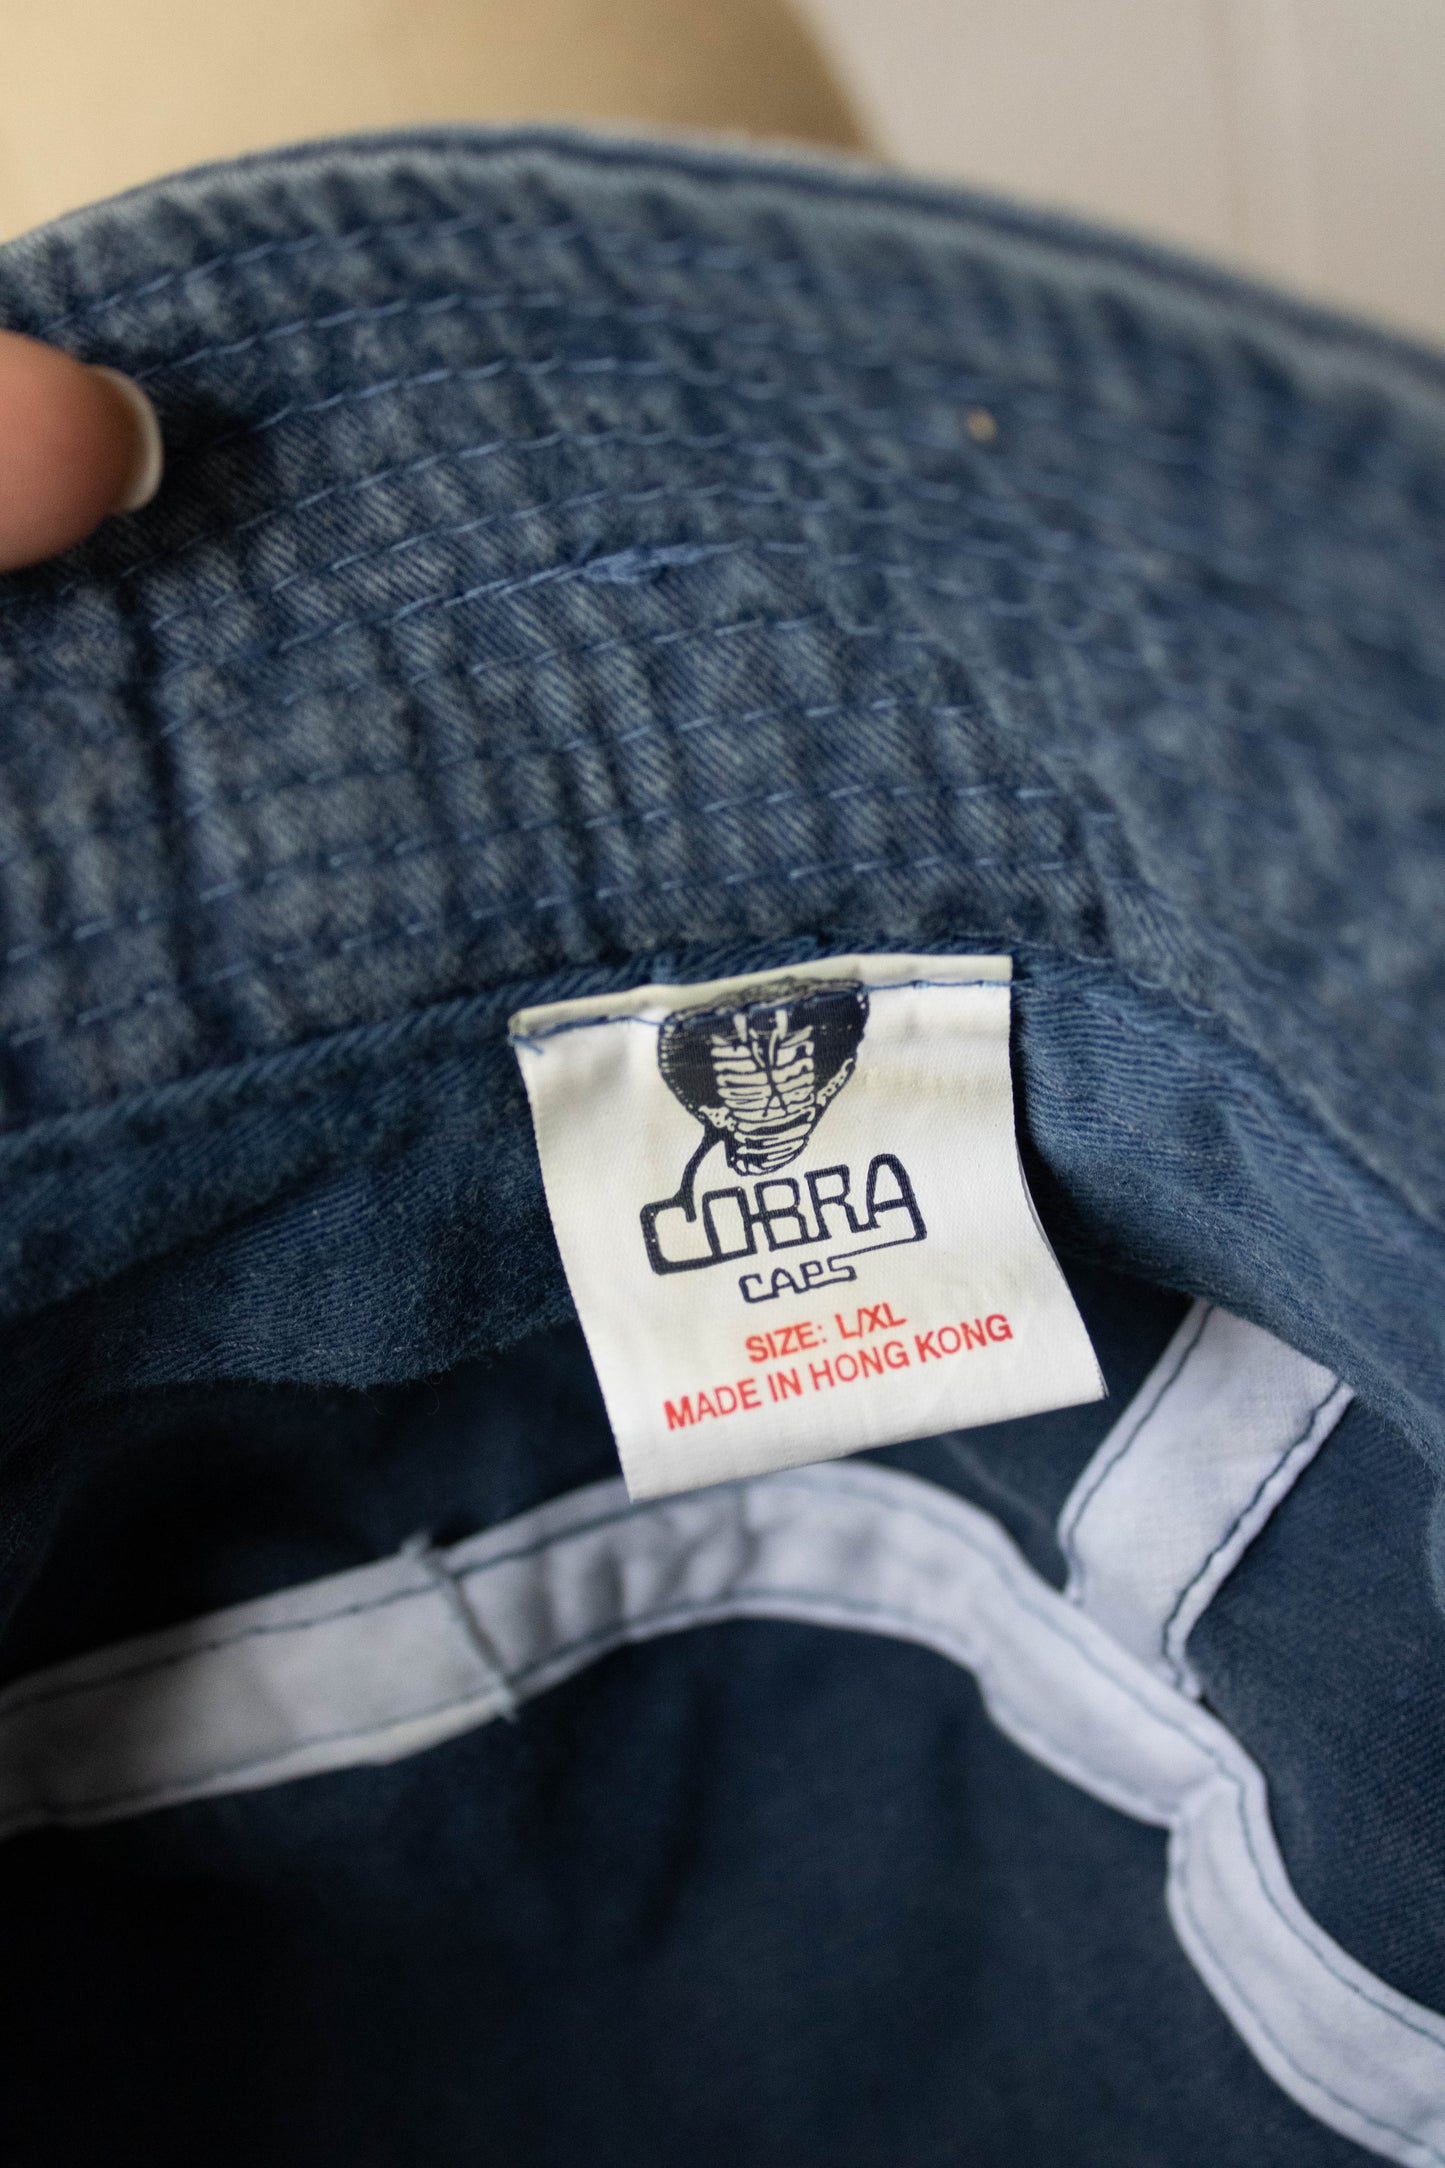 COBRA
CAPS
SIZE: L/XL
MADE IN HONG KONG